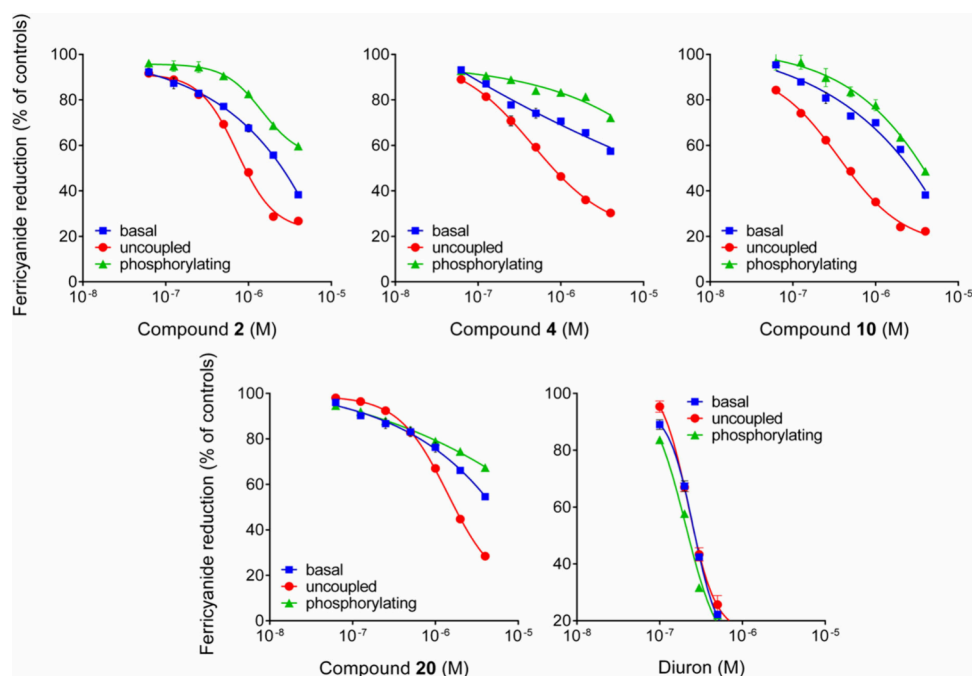 Ferricyanide reduction (% of controls)
100
80
60
40
20
0
basal
uncoupled
phosphorylating
10-8
10-7
10-6
10-5
Compound 2 (M)
100
80
60
40
20
0
basal
uncoupled
phosphorylating
10-8
10-7
10-6
10-5
Compound 4 (M)
100
80
60
40
20
0
basal
uncoupled
phosphorylating
10-8
10-7
10-6
10-5
Compound 10 (M)
Ferricyanide reduction (% of controls)
100
80
60
40
20
0
basal
uncoupled
phosphorylating
10-8
10-7
10-6
10-5
Compound 20 (M)
100
80
60
40
20
basal
uncoupled
phosphorylating
10-8
10-7
10-6
10-5
Diuron (M)